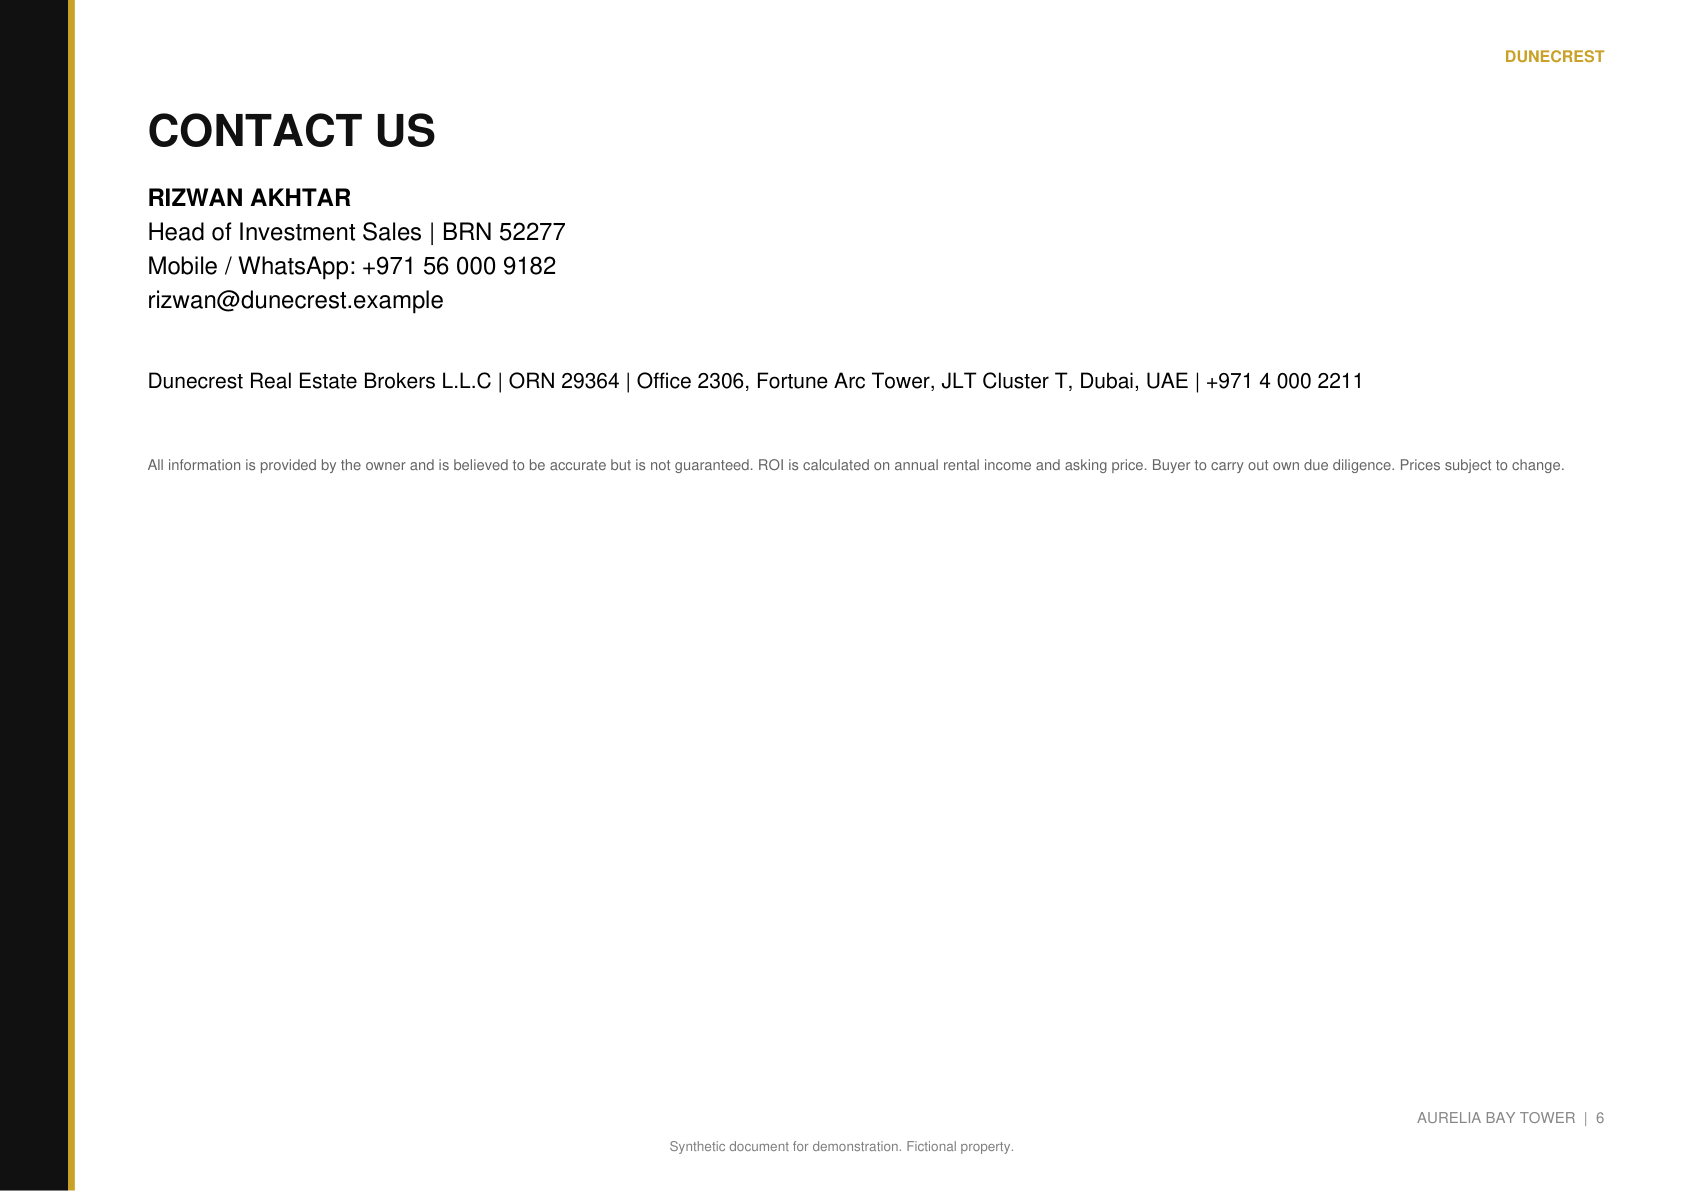 DUNECREST
CONTACT US
RIZWAN AKHTAR
Head of Investment Sales | BRN 52277
Mobile / WhatsApp: +971 56 000 9182
rizwan@dunecrest.example
Dunecrest Real Estate Brokers L.L.C | ORN 29364 | Office 2306, Fortune Arc Tower, JLT Cluster T, Dubai, UAE | +971 4 000 2211
All information is provided by the owner and is believed to be accurate but is not guaranteed. ROI is calculated on annual rental income and asking price. Buyer to carry out own due diligence. Prices subject to change.
AURELIA BAY TOWER | 6
Synthetic document for demonstration. Fictional property.